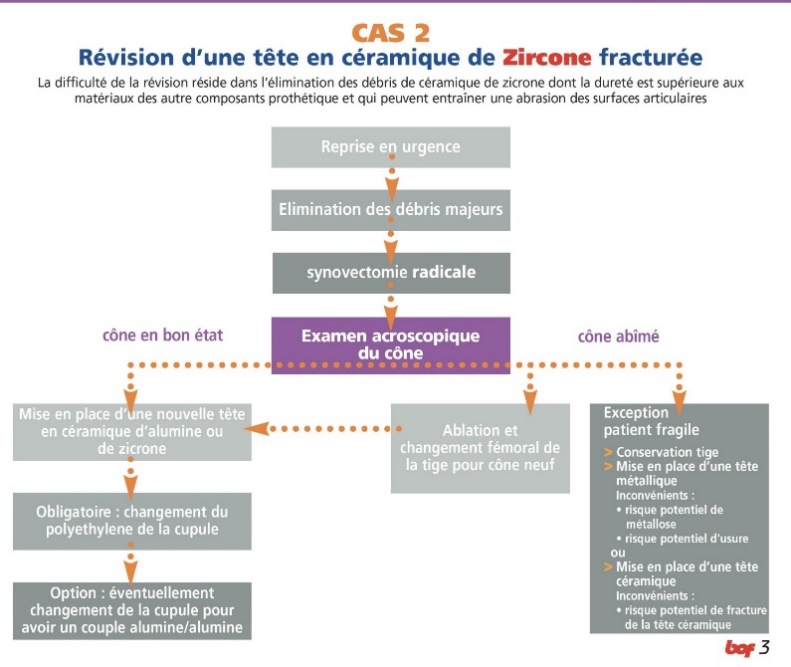 CAS 2
Révision d'une tête en céramique de Zircone fracturée
La difficulté de la révision réside dans l'élimination des débris de céramique de zicrone dont la dureté est supérieure aux
matériaux des autre composants prothétique et qui peuvent entraîner une abrasion des surfaces articulaires
Reprise en urgence
Elimination des débris majeurs
synovectomie radicale
cône en bon état
Examen acroscopique
du cône
cône abîmé
Mise en place d'une nouvelle tête
en céramique d'alumine ou
de zicrone
Ablation et
changement fémoral de
la tige pour cône neuf
Exception
patient fragile
> Conservation tige
> Mise en place d'une tête
métallique
Inconvénients :
• risque potentiel de
métallose
• risque potentiel d'usure
ou
> Mise en place d'une tête
céramique
Inconvénients :
• risque potentiel de fracture
de la tête céramique
Obligatoire : changement du
polyethylene de la cupule
Option : éventuellement
changement de la cupule pour
avoir un couple alumine/alumine
bof 3